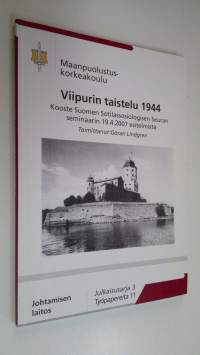 Maanpuolustus-
korkeakoulu
Viipurin taistelu 1944
Kooste Suomen Sotilassosiologisen Seuran
seminaarin 19.4.2007 esitelmistä
Toimittanut Göran Lindgren
Johtamisen
laitos
Julkaisusarja 3
Työpapereita 11